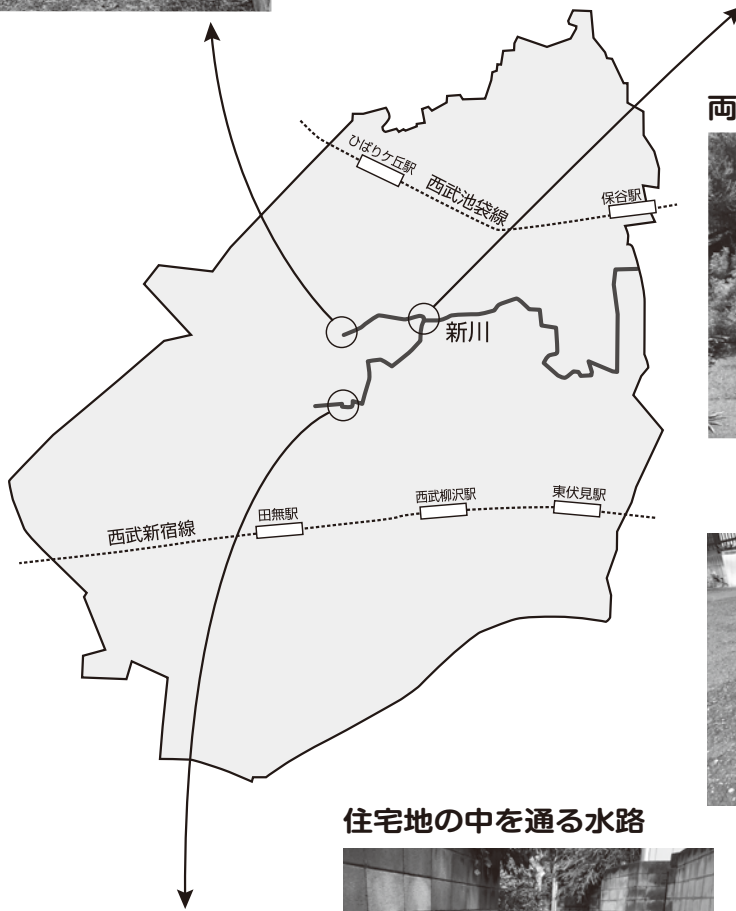 両
ひばりケ丘駅
西武池袋線
保谷駅
新川
西武柳沢駅
東伏見駅
田無駅
西武新宿線
住宅地の中を通る水路